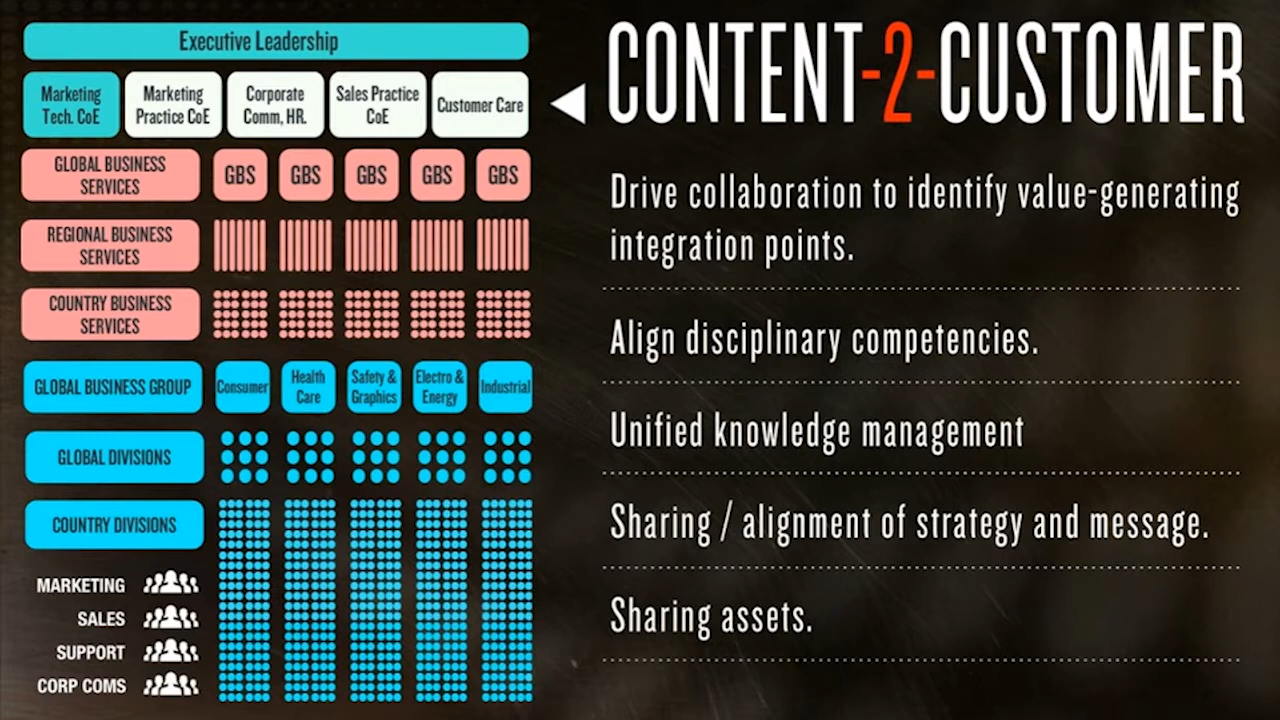 Executive Leadership
Marketing
Tech. CoE
Marketing
Practice CoE
Corporate
Comm, HR.
Sales Practice
CoE
Customer Care
GLOBAL BUSINESS
SERVICES
GBS
GBS
GBS
GBS
GBS
REGIONAL BUSINESS
SERVICES
COUNTRY BUSINESS
SERVICES
GLOBAL BUSINESS GROUP
Consumer
Health
Care
Safety &
Graphics
Electro &
Energy
Industrial
GLOBAL DIVISIONS
COUNTRY DIVISIONS
MARKETING
SALES
SUPPORT
CORP COMS
CONTENT-2-CUSTOMER
Drive collaboration to identify value-generating
integration points.
Align disciplinary competencies.
Unified knowledge management
Sharing / alignment of strategy and message.
Sharing assets.